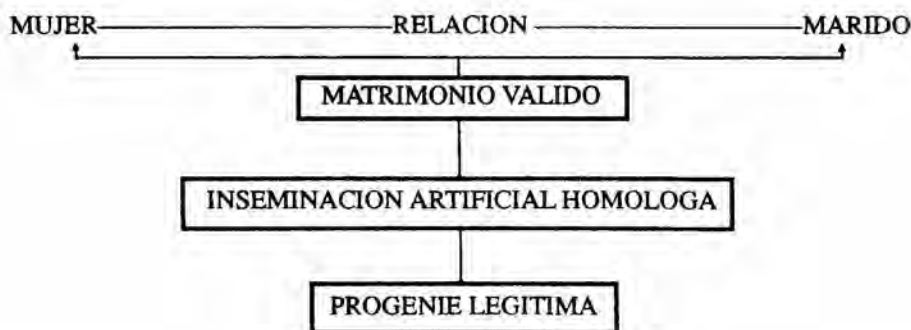 MUJER RELACION MARIDO
MATRIMONIO VALIDO
INSEMINACION ARTIFICIAL HOMOLOGA
PROGENIE LEGITIMA